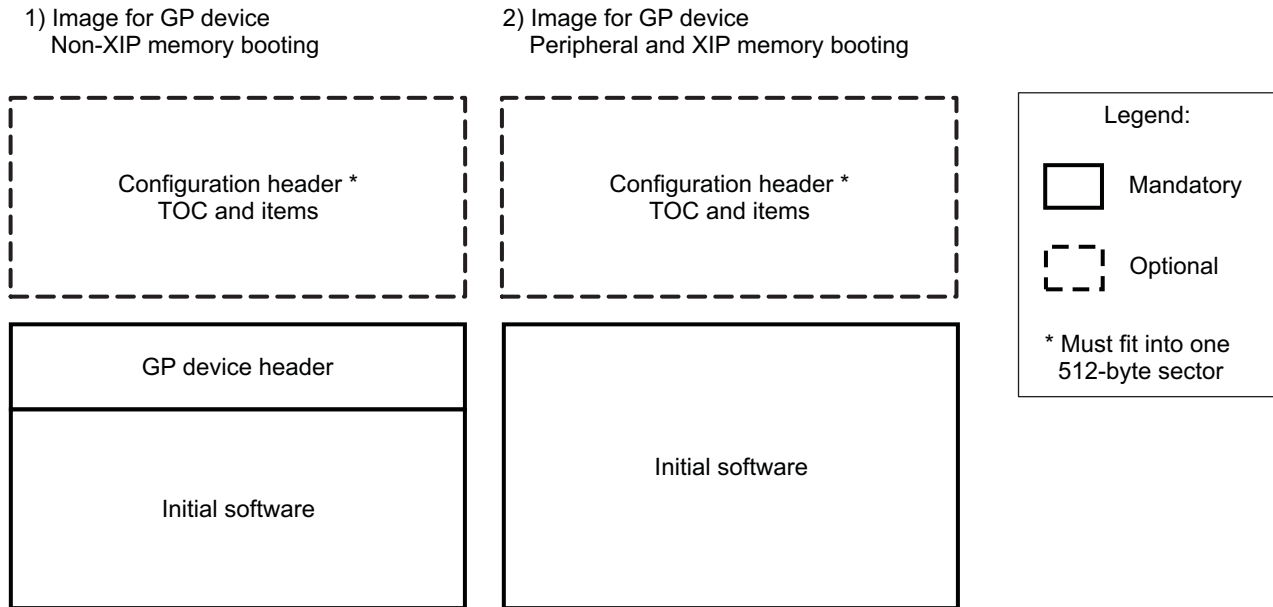 1) Image for GP device
Non-XIP memory booting
2) Image for GP device
Peripheral and XIP memory booting
Configuration header *
TOC and items
Configuration header *
TOC and items
Legend:
Mandatory
Optional
* Must fit into one
512-byte sector
GP device header
Initial software
Initial software